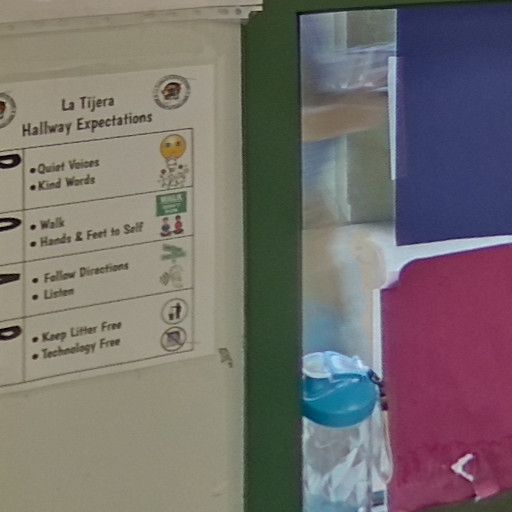 La Tijera
Hallway Expectations
• Quiet Voices
• Kind Words
• Walk
• Hands & Feet to Self
WALK
• Follow Directions
• Listen
• Keep Litter Free
• Technology Free